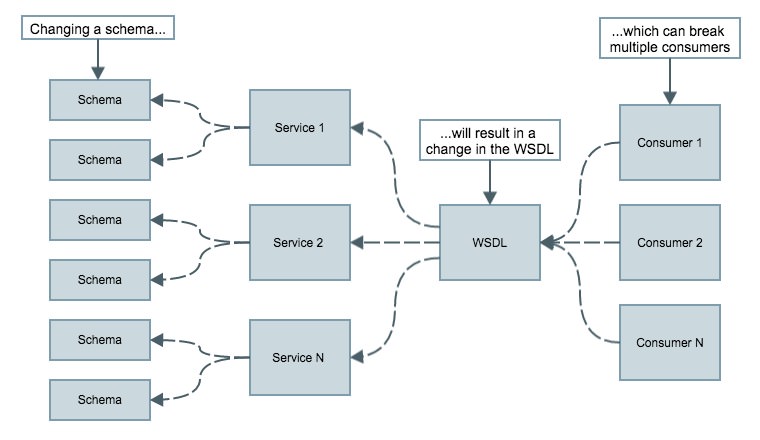 Changing a schema...
...which can break
multiple consumers
Schema
Service 1
...will result in a
change in the WSDL
Consumer 1
Schema
Schema
Service 2
WSDL
Consumer 2
Schema
Schema
Service N
Consumer N
Schema